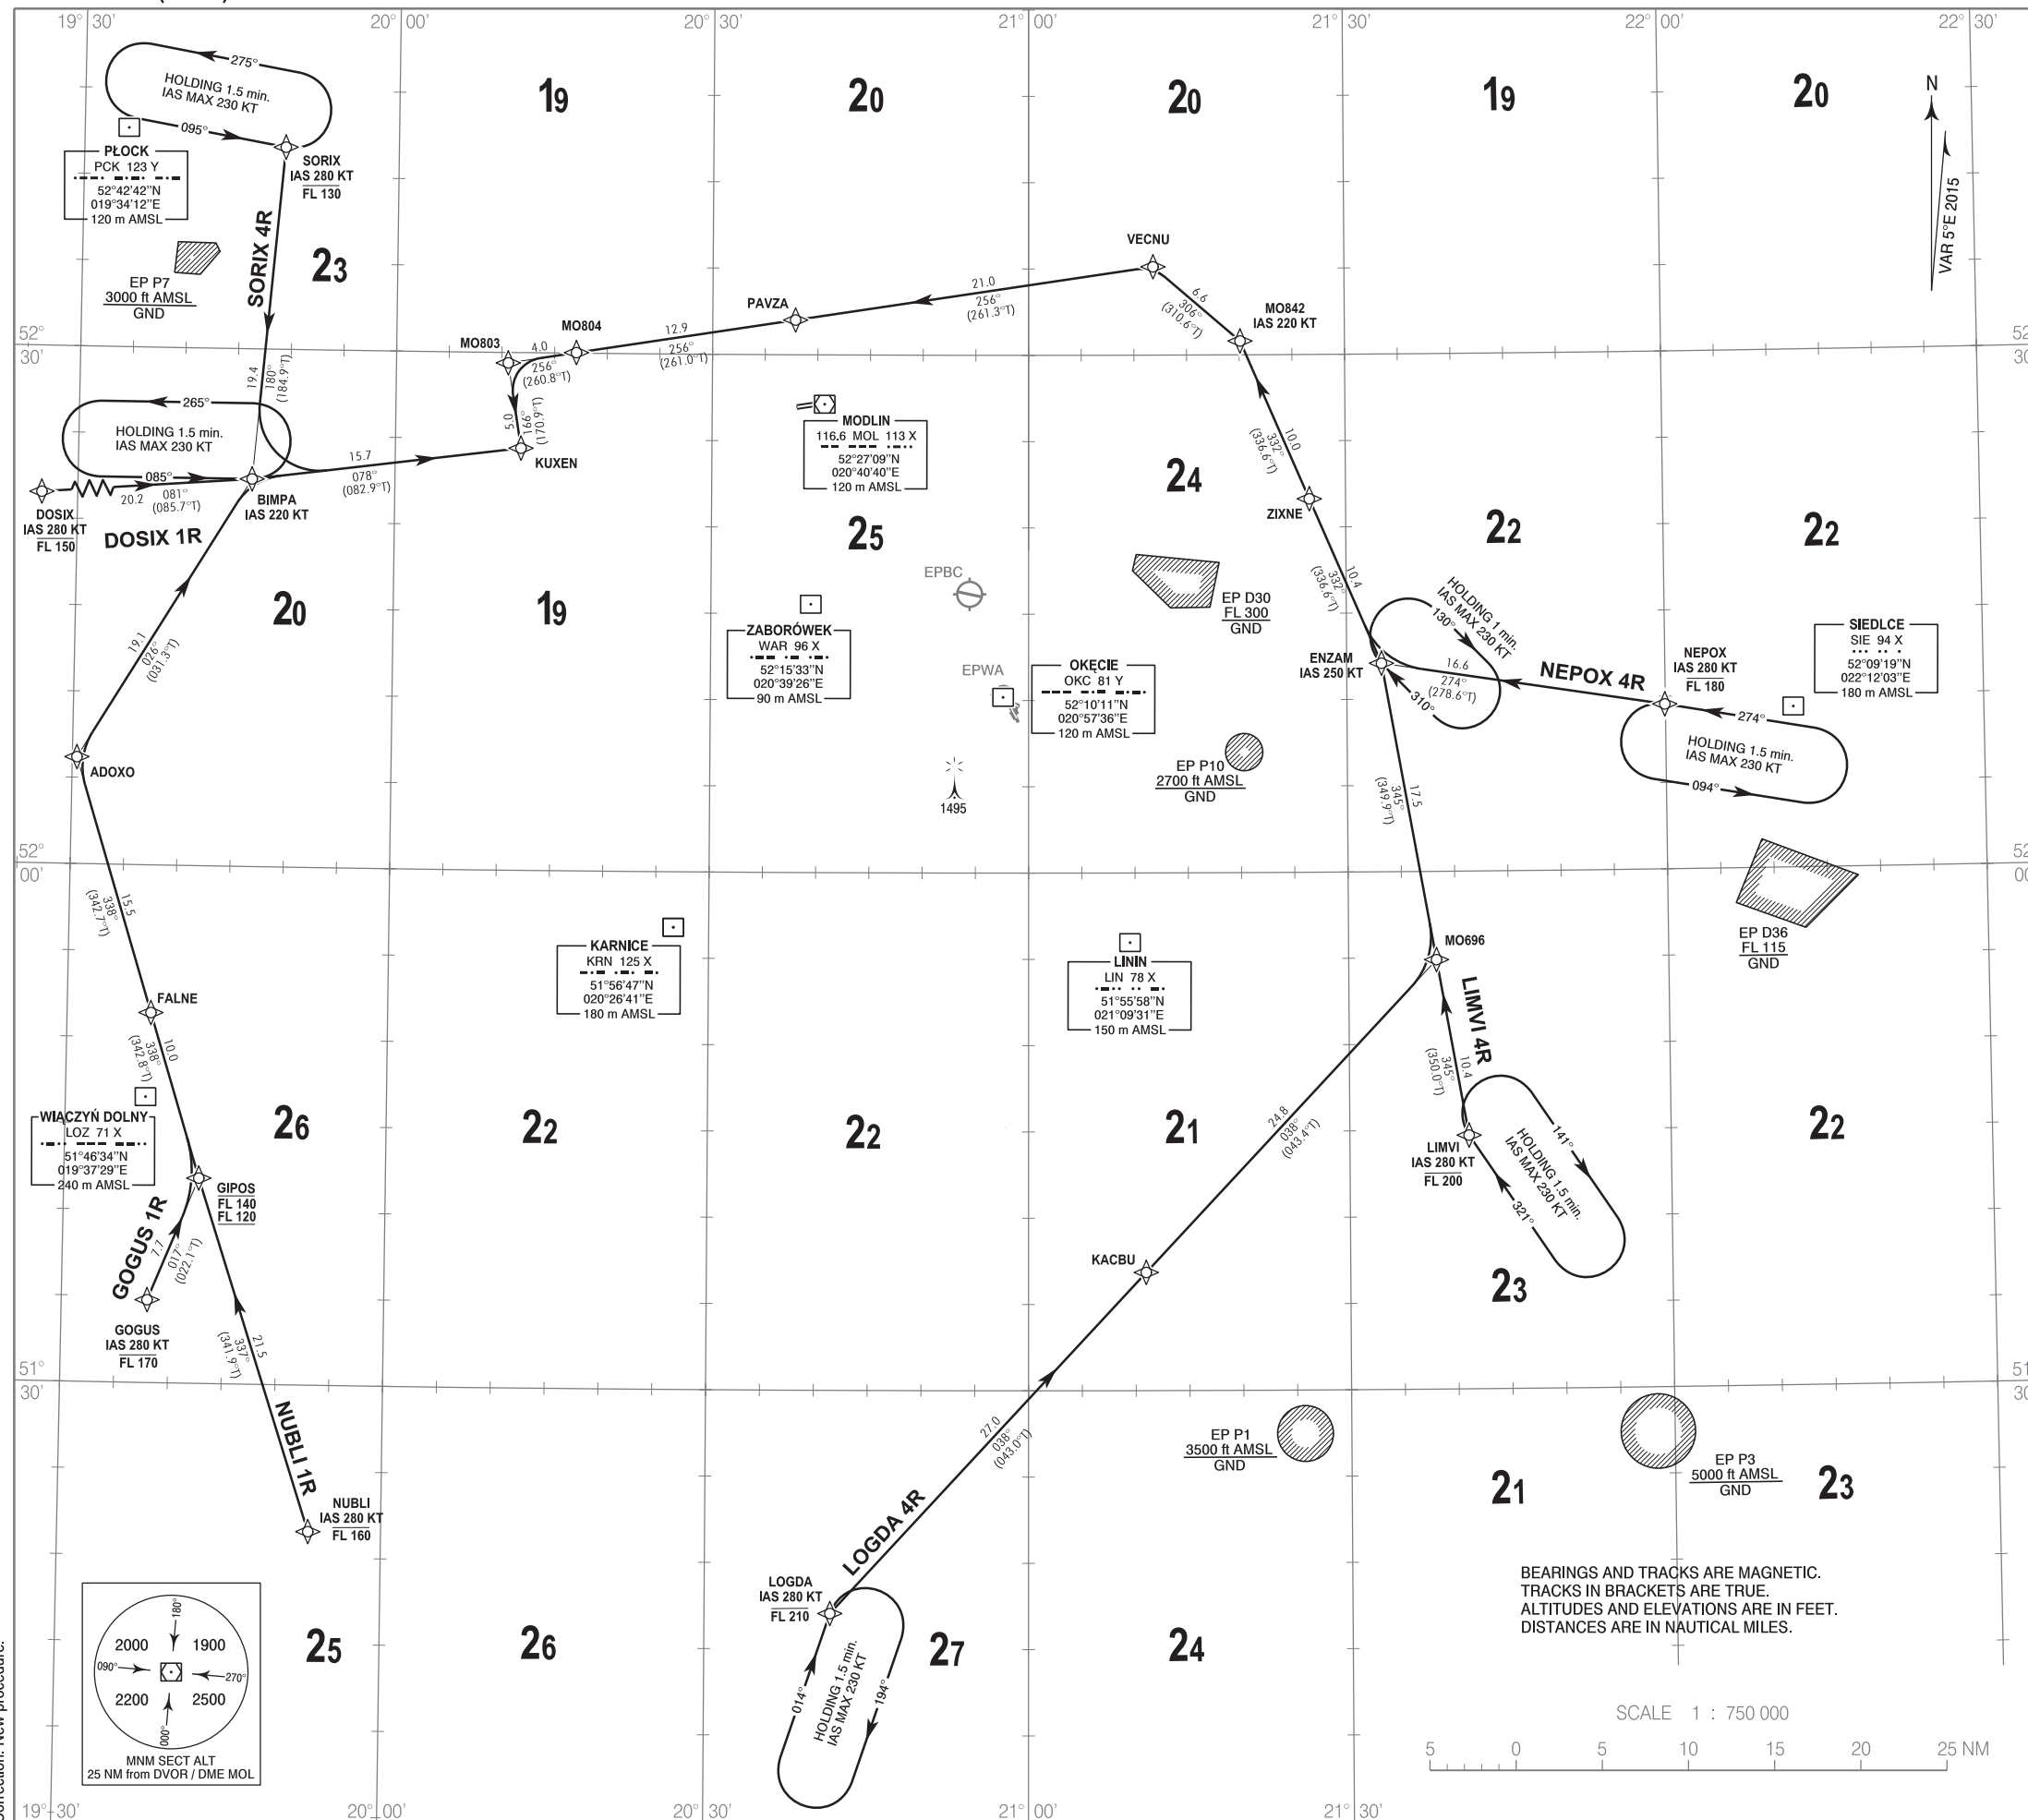 19° 30'
20° 00'
20° 30'
21° 00'
21° 30'
22° 00'
22° 30'
275°
HOLDING 1.5 min.
IAS MAX 230 KT
095°
19
20
20
19
20
N
VAR 5°E 2015
PŁOCK
PCK 123 Y
52°42'42"N
019°34'12"E
120 m AMSL
SORIX
IAS 280 KT
FL 130
SORIX 4R
23
EP P7
3000 ft AMSL
GND
19.4
180°
(184.9°T)
VECNU
21.0
256°
(261.3°T)
6.6
306°
(310.6°T)
PAVZA
MO842
IAS 220 KT
12.9
256°
(261.0°T)
MO804
MO803
4.0
256°
(260.8°T)
52°
30'
52
30
5.0
166°
(170.9°T)
KUXEN
265°
HOLDING 1.5 min.
IAS MAX 230 KT
085°
15.7
078°
(082.9°T)
20.2
081°
(085.7°T)
BIMPA
IAS 220 KT
DOSIX
IAS 280 KT
FL 150
DOSIX 1R
MODLIN
116.6 MOL 113 X
52°27'09"N
020°40'40"E
120 m AMSL
10.0
332°
(336.6°T)
24
ZIXNE
25
22
22
10.4
332°
(336.6°T)
20
19
EPBC
EP D30
FL 300
GND
HOLDING 1 min.
IAS MAX 230 KT
130°
310°
ZABORÓWEK
WAR 96 X
52°15'33"N
020°39'26"E
90 m AMSL
EPWA
OKĘCIE
OKC 81 Y
52°10'11"N
020°57'36"E
120 m AMSL
ENZAM
IAS 250 KT
16.6
274°
(278.6°T)
NEPOX 4R
NEPOX
IAS 280 KT
FL 180
SIEDLCE
SIE 94 X
52°09'19"N
022°12'03"E
180 m AMSL
274°
HOLDING 1.5 min.
IAS MAX 230 KT
094°
19.1
026°
(031.3°T)
ADOXO
EP P10
2700 ft AMSL
GND
1495
17.5
345°
(349.9°T)
52°
00'
52
00
15.5
338°
(342.7°T)
EP D36
FL 115
GND
KARNICE
KRN 125 X
51°56'47"N
020°26'41"E
180 m AMSL
LININ
LIN 78 X
51°55'58"N
021°09'31"E
150 m AMSL
MO696
LIMVI 4R
FALNE
10.0
338°
(342.8°T)
10.4
345°
(350.0°T)
WIĄCZYŃ DOLNY
LOZ 71 X
51°46'34"N
019°37'29"E
240 m AMSL
26
22
22
21
22
24.8
038°
(043.4°T)
LIMVI
IAS 280 KT
FL 200
141°
HOLDING 1.5 min.
IAS MAX 230 KT
321°
GIPOS
FL 140
FL 120
GOGUS 1R
7.7
017°
(022.1°T)
KACBU
23
GOGUS
IAS 280 KT
FL 170
21.5
337°
(341.9°T)
51°
30'
51
30
NUBLI 1R
27.0
038°
(043.0°T)
EP P1
3500 ft AMSL
GND
21
EP P3
5000 ft AMSL
GND
23
NUBLI
IAS 280 KT
FL 160
LOGDA 4R
LOGDA
IAS 280 KT
FL 210
BEARINGS AND TRACKS ARE MAGNETIC.
TRACKS IN BRACKETS ARE TRUE.
ALTITUDES AND ELEVATIONS ARE IN FEET.
DISTANCES ARE IN NAUTICAL MILES.
25
26
27
24
014°
HOLDING 1.5 min.
IAS MAX 230 KT
194°
180°
2000
1900
090°
270°
2200
2500
000°
MNM SECT ALT
25 NM from DVOR / DME MOL
SCALE 1 : 750 000
5
0
5
10
15
20
25 NM
19° 30'
20° 00'
20° 30'
21° 00'
21° 30'
New procedure.